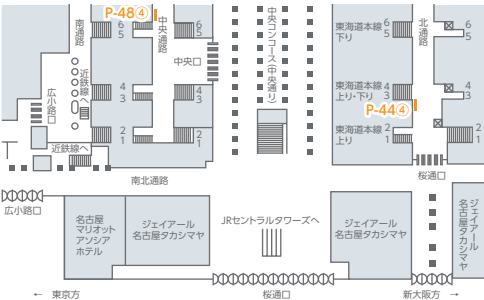 P-48④
南通路
6
5
中央通路
6
5
中央口
中央コンコース(中央通り)
東海道本線
下り
6
5
北通路
6
5
広小路口
近鉄線へ
4
3
4
3
東海道本線
上り・下り
4
3
4
3
P-44④
2
1
2
1
東海道本線
上り
2
1
2
1
近鉄線へ
南北通路
桜通口
広小路口
名古屋
マリオット
アソシア
ホテル
ジェイアール
名古屋タカシマヤ
JRセントラルタワーズへ
ジェイアール
名古屋タカシマヤ
ジェイアール
名古屋タカシマヤ
← 東京方
桜通口
新大阪方 →